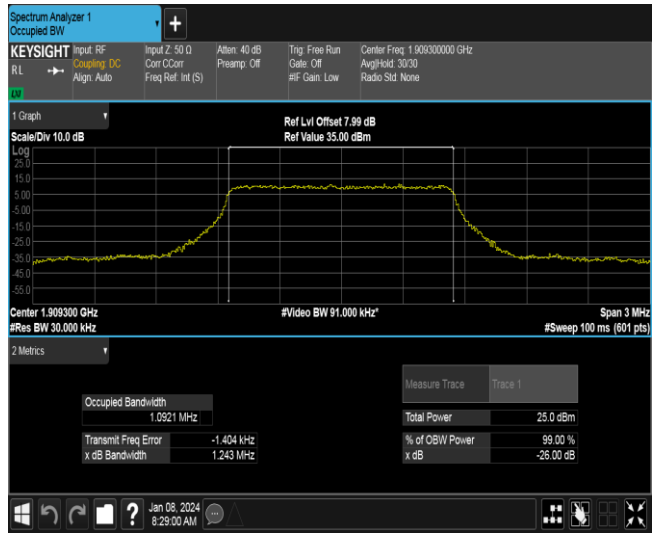 Spectrum Analyzer 1
Occupied BW
+
KEYSIGHT
RL
Input: RF
Coupling: DC
Align: Auto
Input Z: 50 Ω
Corr CCorr
Freq Ref: Int (S)
Atten: 40 dB
Preamp: Off
Trig: Free Run
Gate: Off
#IF Gain: Low
Center Freq: 1.909300000 GHz
Avg|Hold: 30/30
Radio Std: None
LXI
1 Graph
Scale/Div 10.0 dB
Ref Lvl Offset 7.99 dB
Ref Value 35.00 dBm
Log
25.0
15.0
5.00
-5.00
-15.0
-25.0
-35.0
-45.0
-55.0
Center 1.909300 GHz
#Video BW 91.000 kHz*
Span 3 MHz
#Res BW 30.000 kHz
#Sweep 100 ms (601 pts)
2 Metrics
Measure Trace
Trace 1
Occupied Bandwidth
1.0921 MHz
Total Power
25.0 dBm
Transmit Freq Error
-1.404 kHz
% of OBW Power
99.00 %
x dB Bandwidth
1.243 MHz
x dB
-26.00 dB
?
Jan 08, 2024
8:29:00 AM